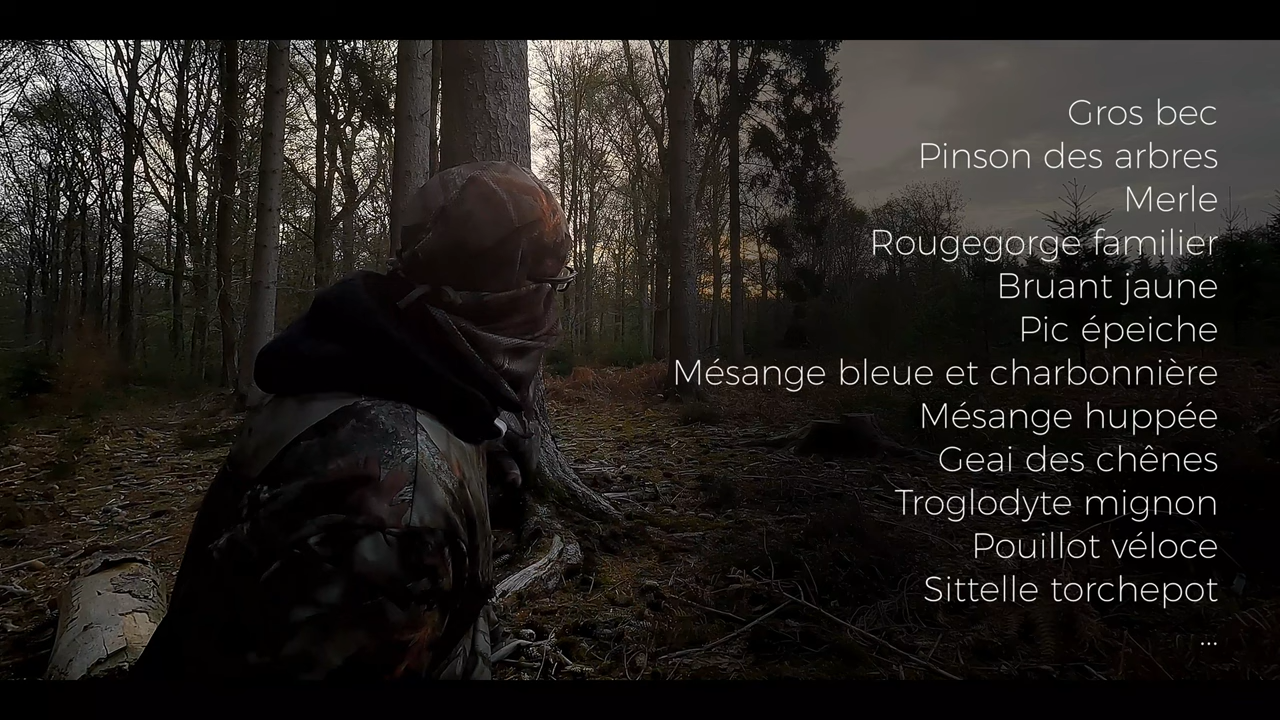 Gros bec
Pinson des arbres
Merle
Rougegorge familier
Bruant jaune
Pic épeiche
Mésange bleue et charbonnière
Mésange huppée
Geai des chênes
Troglodyte mignon
Pouillot véloce
Sittelle torchepot
...